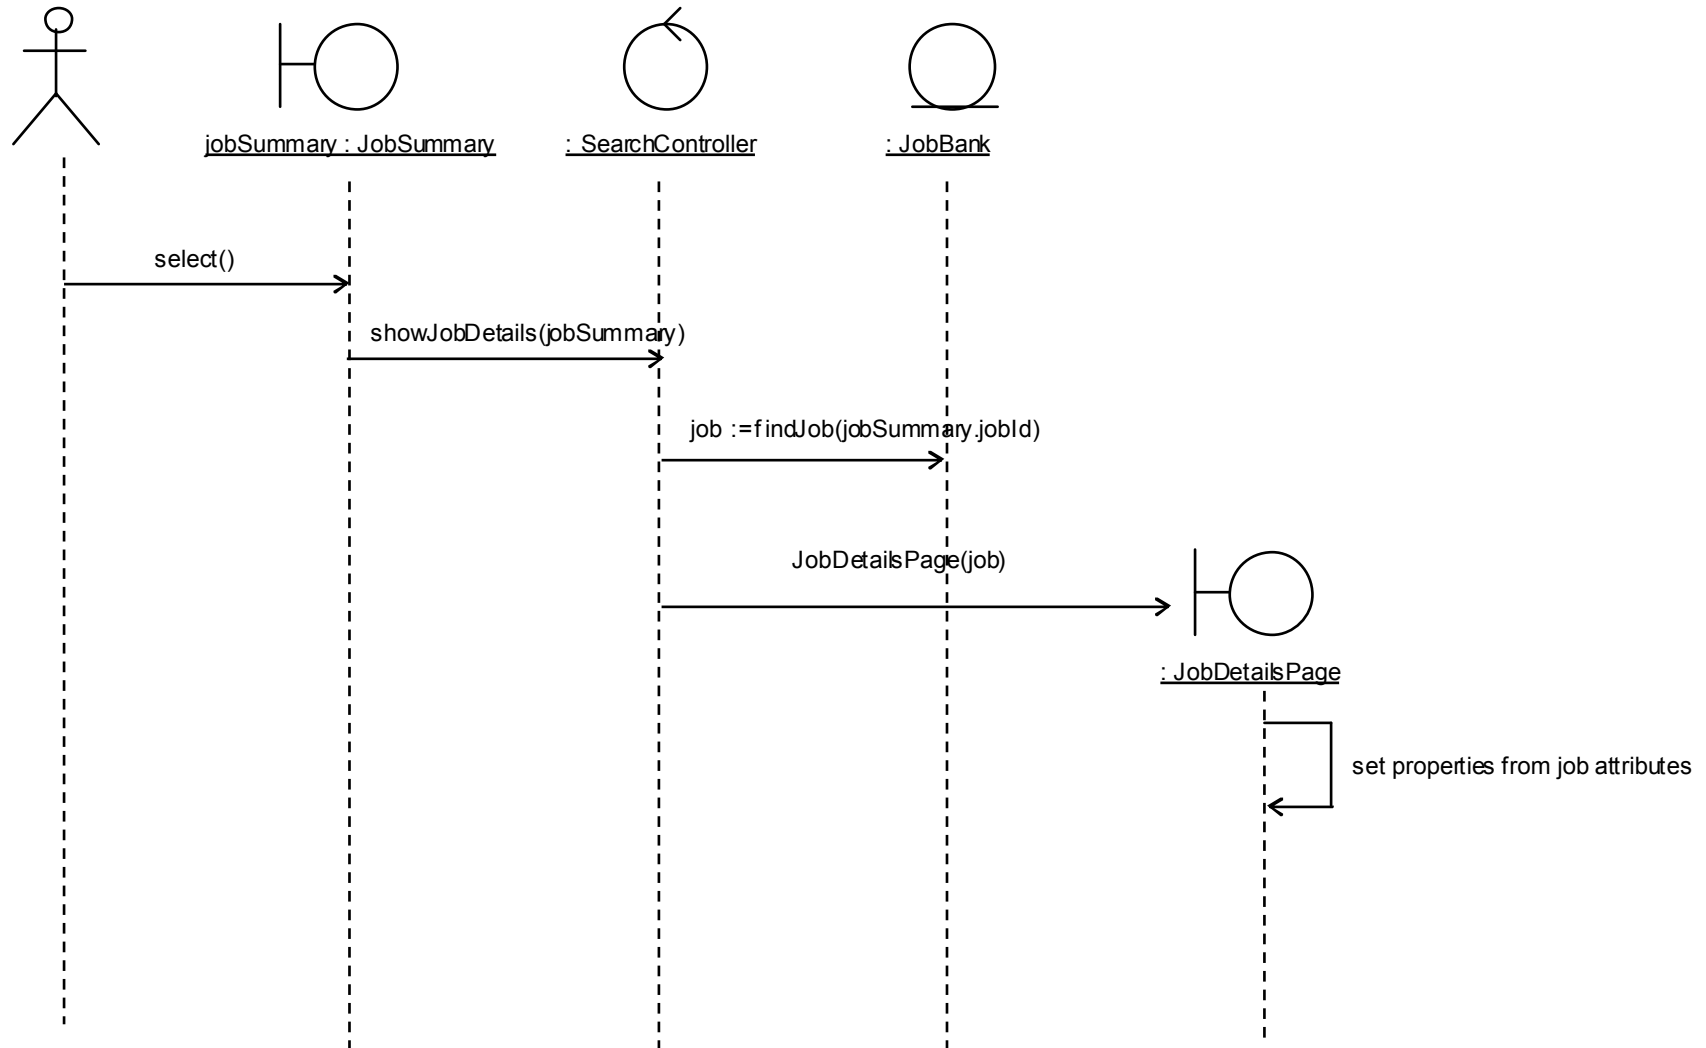 jobSummary : JobSummary
: SearchController
: JobBank
select()
showJobDetails(jobSummary)
job :=findJob(jobSummary.jobId)
JobDetailsPage(job)
: JobDetailsPage
set properties from job attributes